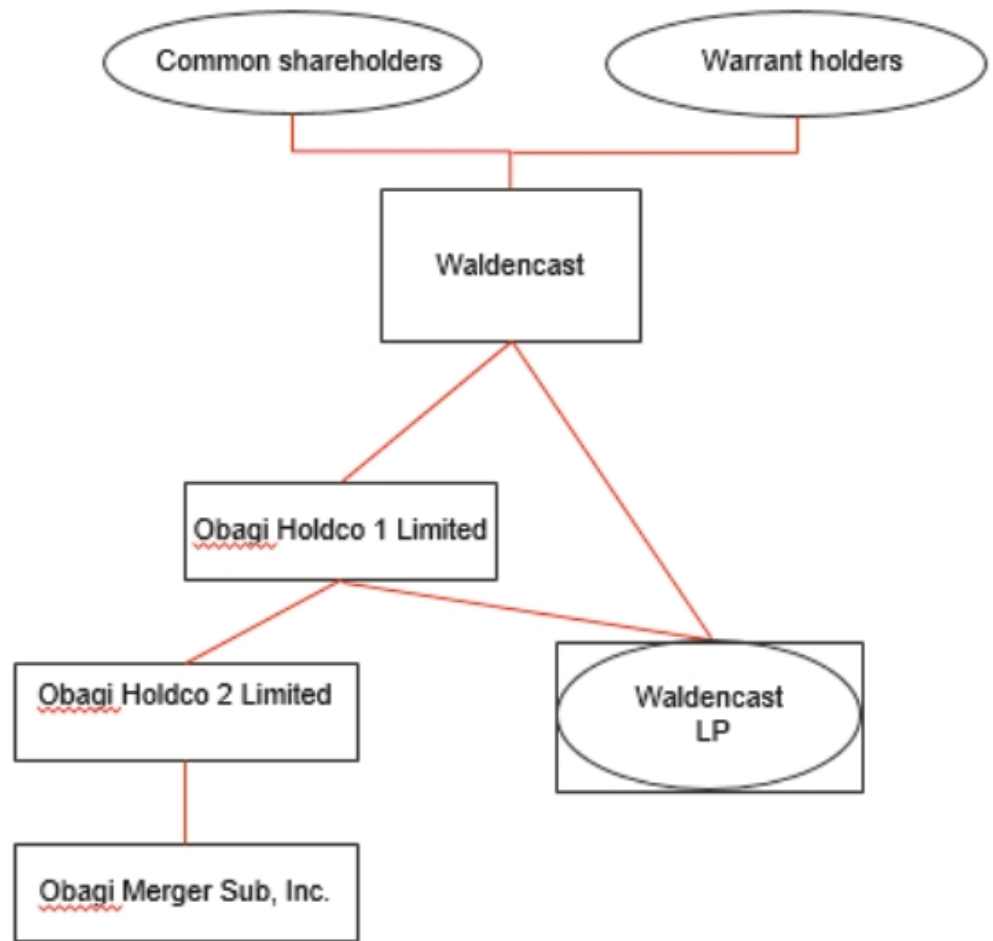 Common shareholders
Warrant holders
Waldencast
Obagi Holdco 1 Limited
Obagi Holdco 2 Limited
Waldencast
LP
Obagi Merger Sub, Inc.